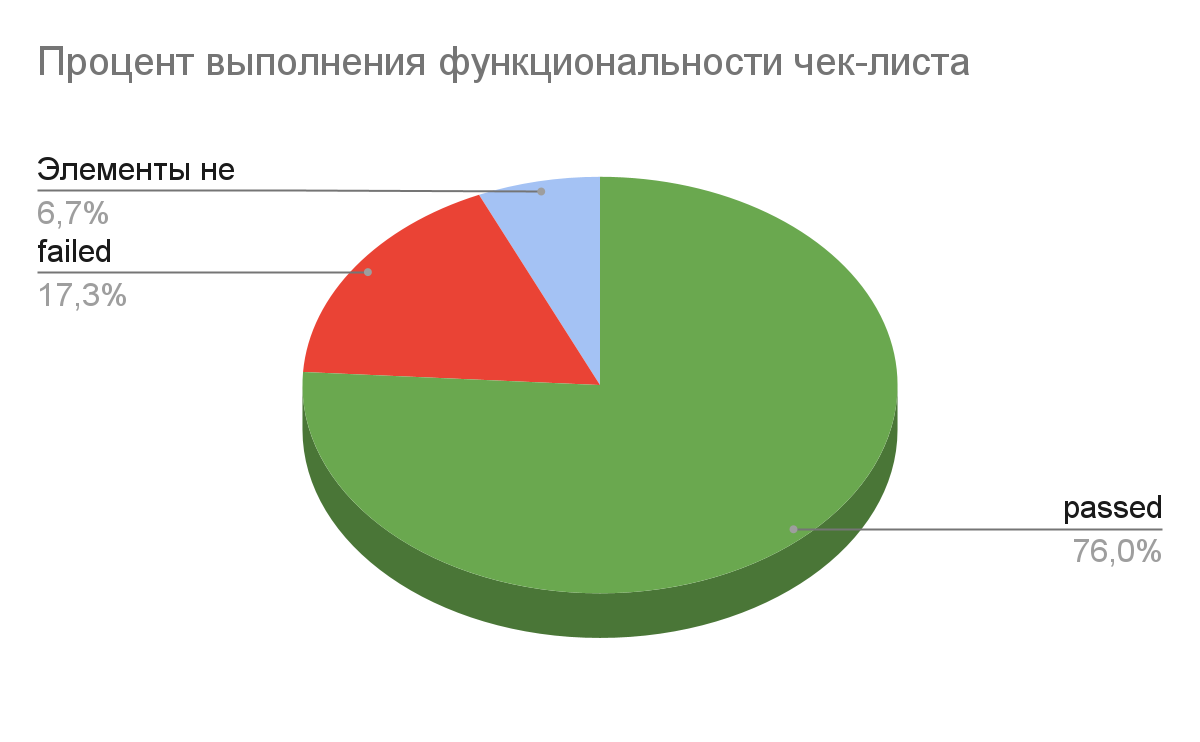 Процент выполнения функциональности чек-листа
Элементы не
6,7%
failed
17,3%
passed
76,0%